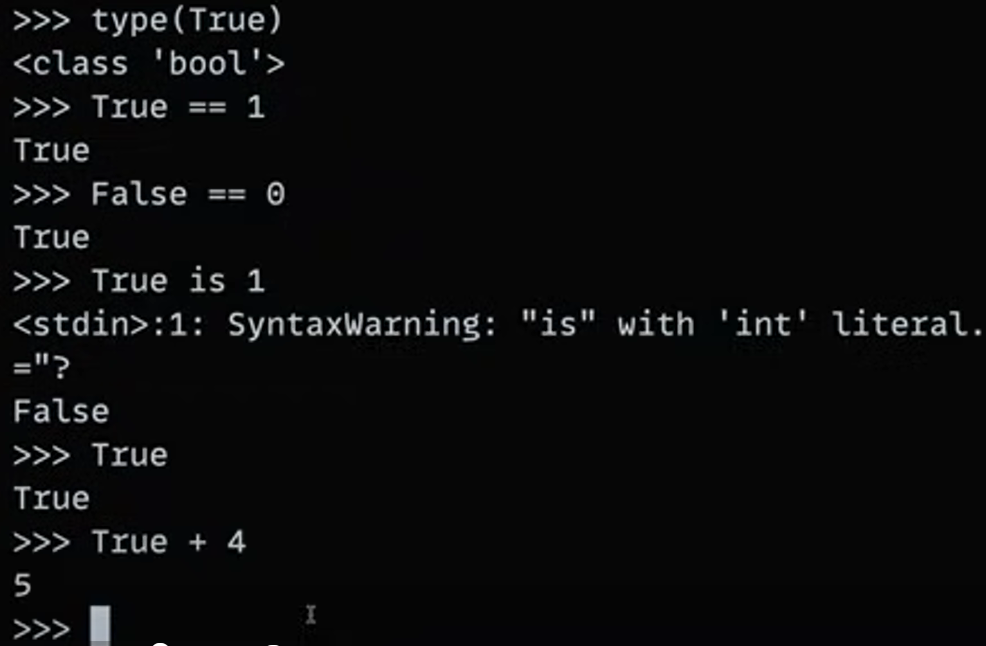 >>> type(True)
<class 'bool'>
>>> True == 1
True
>>> False == 0
True
>>> True is 1
<stdin>:1: SyntaxWarning: "is" with 'int' literal.
="?
False
>>> True
True
>>> True + 4
5
>>>